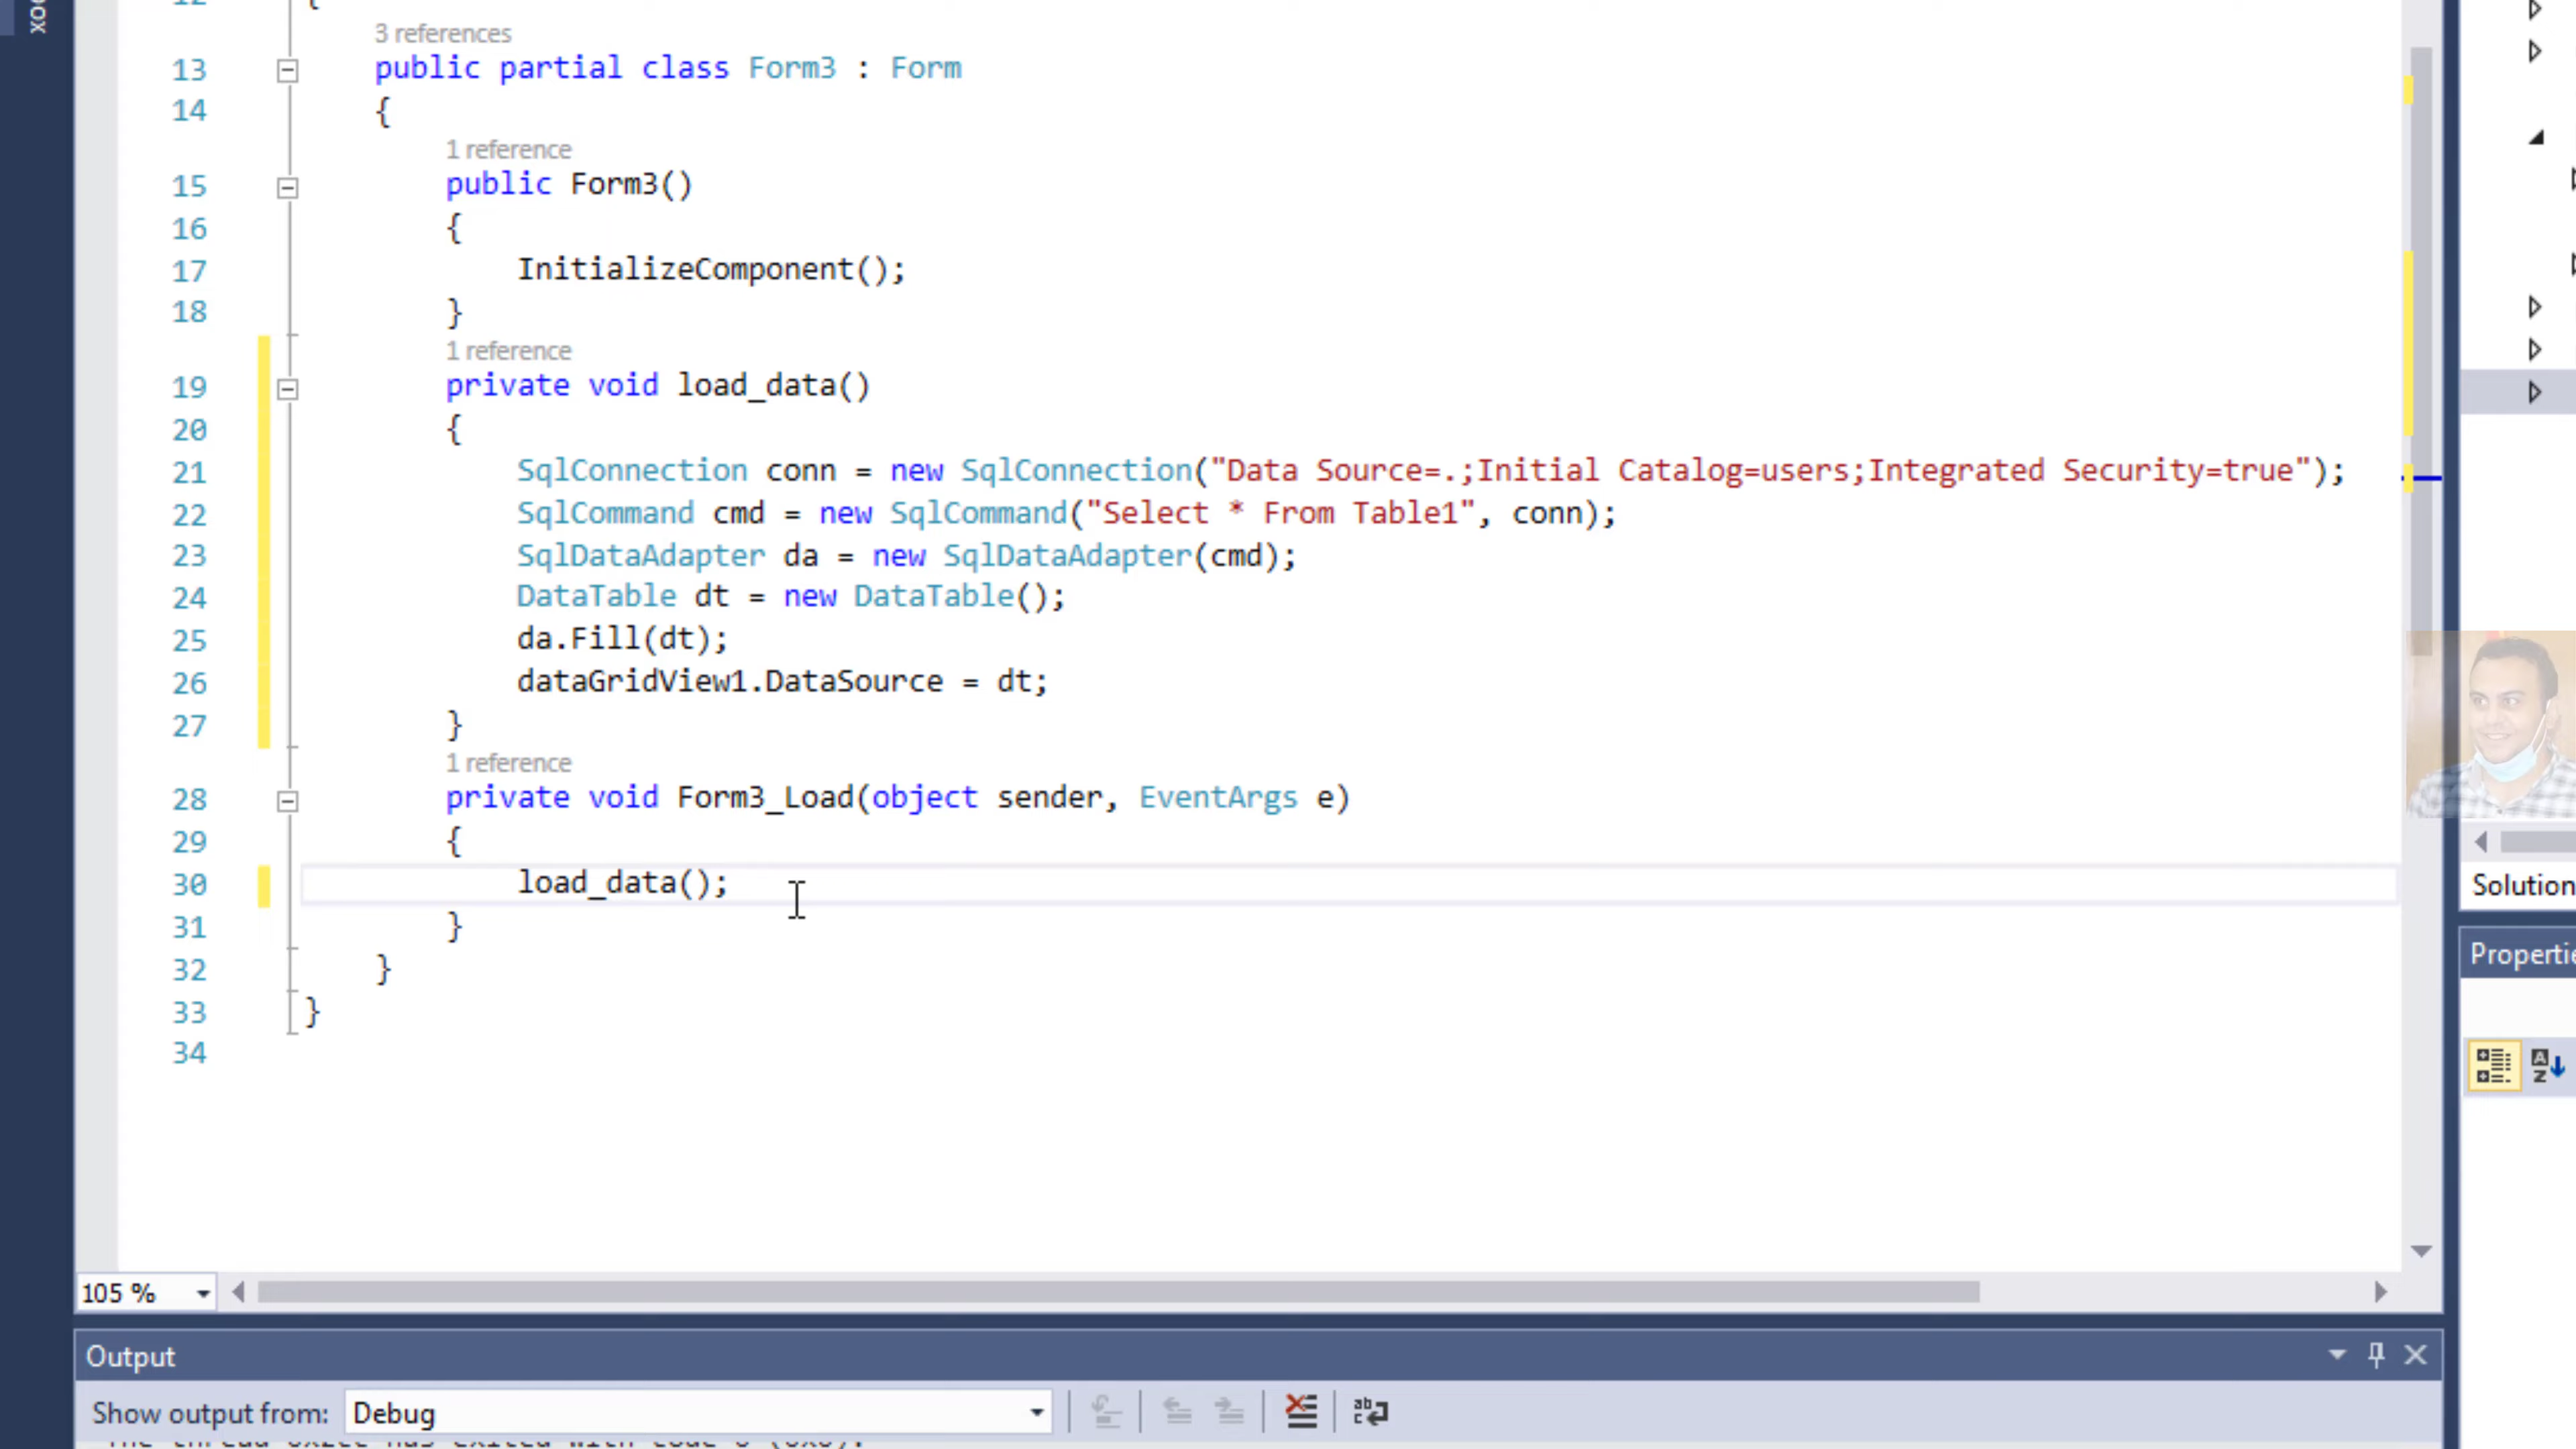 12 {
3 references
13 public partial class Form3 : Form
14 {
1 reference
15 public Form3()
16 {
17 InitializeComponent();
18 }
1 reference
19 private void load_data()
20 {
21 SqlConnection conn = new SqlConnection("Data Source=.;Initial Catalog=users;Integrated Security=true");
22 SqlCommand cmd = new SqlCommand("Select * From Table1", conn);
23 SqlDataAdapter da = new SqlDataAdapter(cmd);
24 DataTable dt = new DataTable();
25 da.Fill(dt);
26 dataGridView1.DataSource = dt;
27 }
1 reference
28 private void Form3_Load(object sender, EventArgs e)
29 {
30 load_data();
31 }
32 }
33 }
34
105 %
Output
Show output from: Debug
Solution
Properti